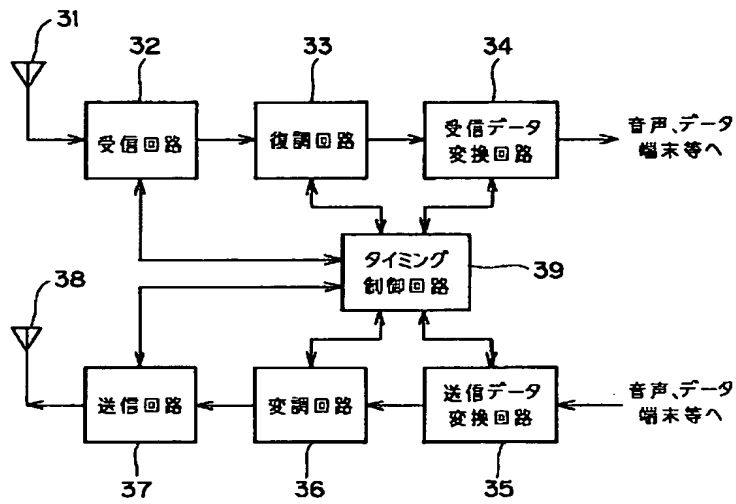 31
32
33
34
受信回路
復調回路
受信データ
変換回路
音声、データ
端末等へ
タイミング
制御回路
39
38
送信回路
変調回路
送信データ
変換回路
音声、データ
端末等へ
37
36
35